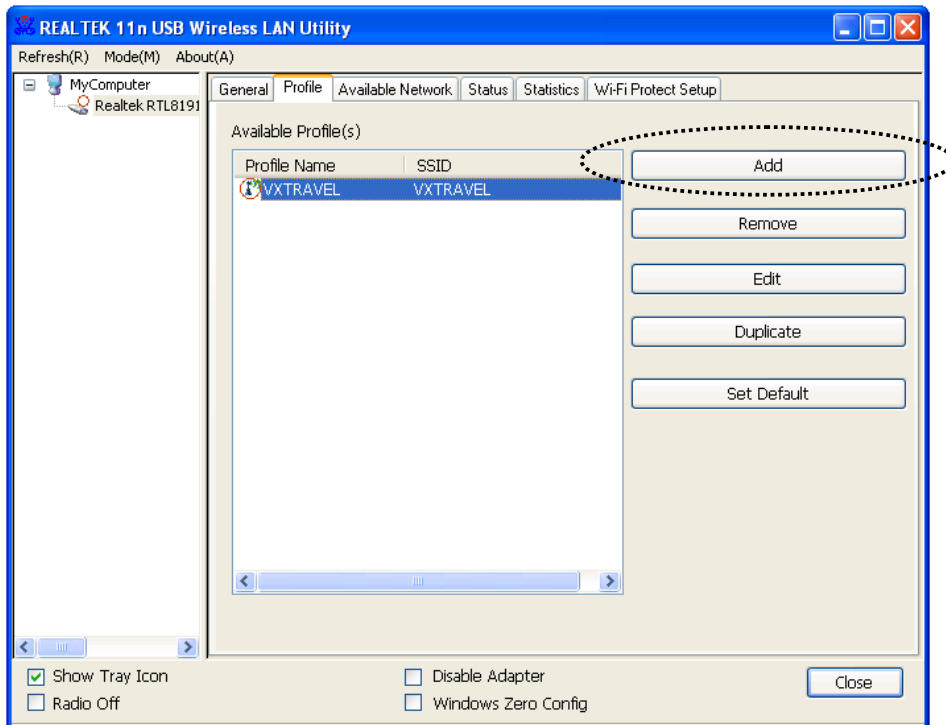 REALTEK 11n USB Wireless LAN Utility
Refresh(R) Mode(M) About(A)
MyComputer
Realtek RTL8191
General Profile Available Network Status Statistics Wi-Fi Protect Setup
Available Profile(s)
Profile Name SSID
VXTRAVEL VXTRAVEL
Add
Remove
Edit
Duplicate
Set Default
Show Tray Icon
Radio Off
Disable Adapter
Windows Zero Config
Close